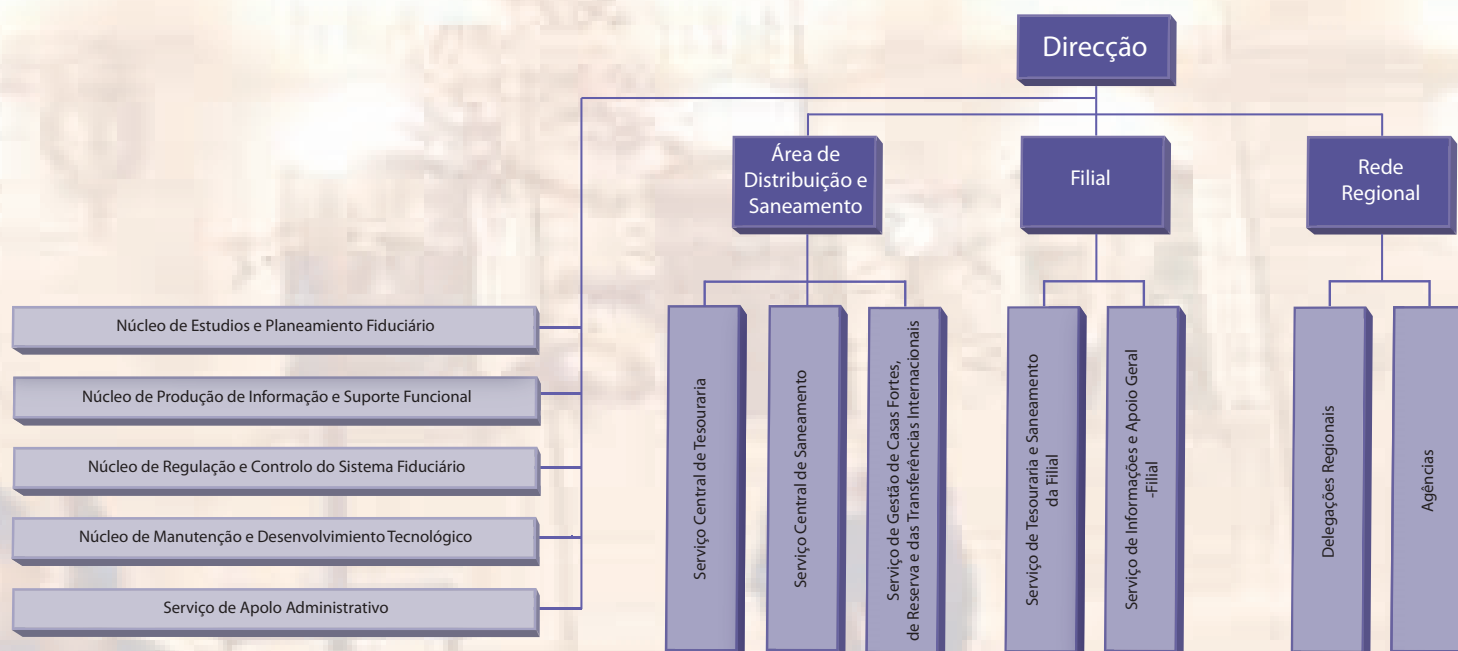 Direcção
Área de
Distribuição e
Saneamento
Filial
Rede
Regional
Núcleo de Estudios e Planeamento Fiduciário
Núcleo de Produção de Informação e Suporte Funcional
Núcleo de Regulação e Controlo do Sistema Fiduciário
Núcleo de Manutenção e Desenvolvimiento Tecnológico
Serviço de Apolo Administrativo
Serviço Central de Tesouraria
Serviço Central de Saneamento
Serviço de Gestão de Casas Fortes,
de Reserva e das Transferências Internacionais
Serviço de Tesouraria e Saneamento
da Filial
Serviço de Informações e Apoio Geral
-Filial
Delegações Regionais
Agências